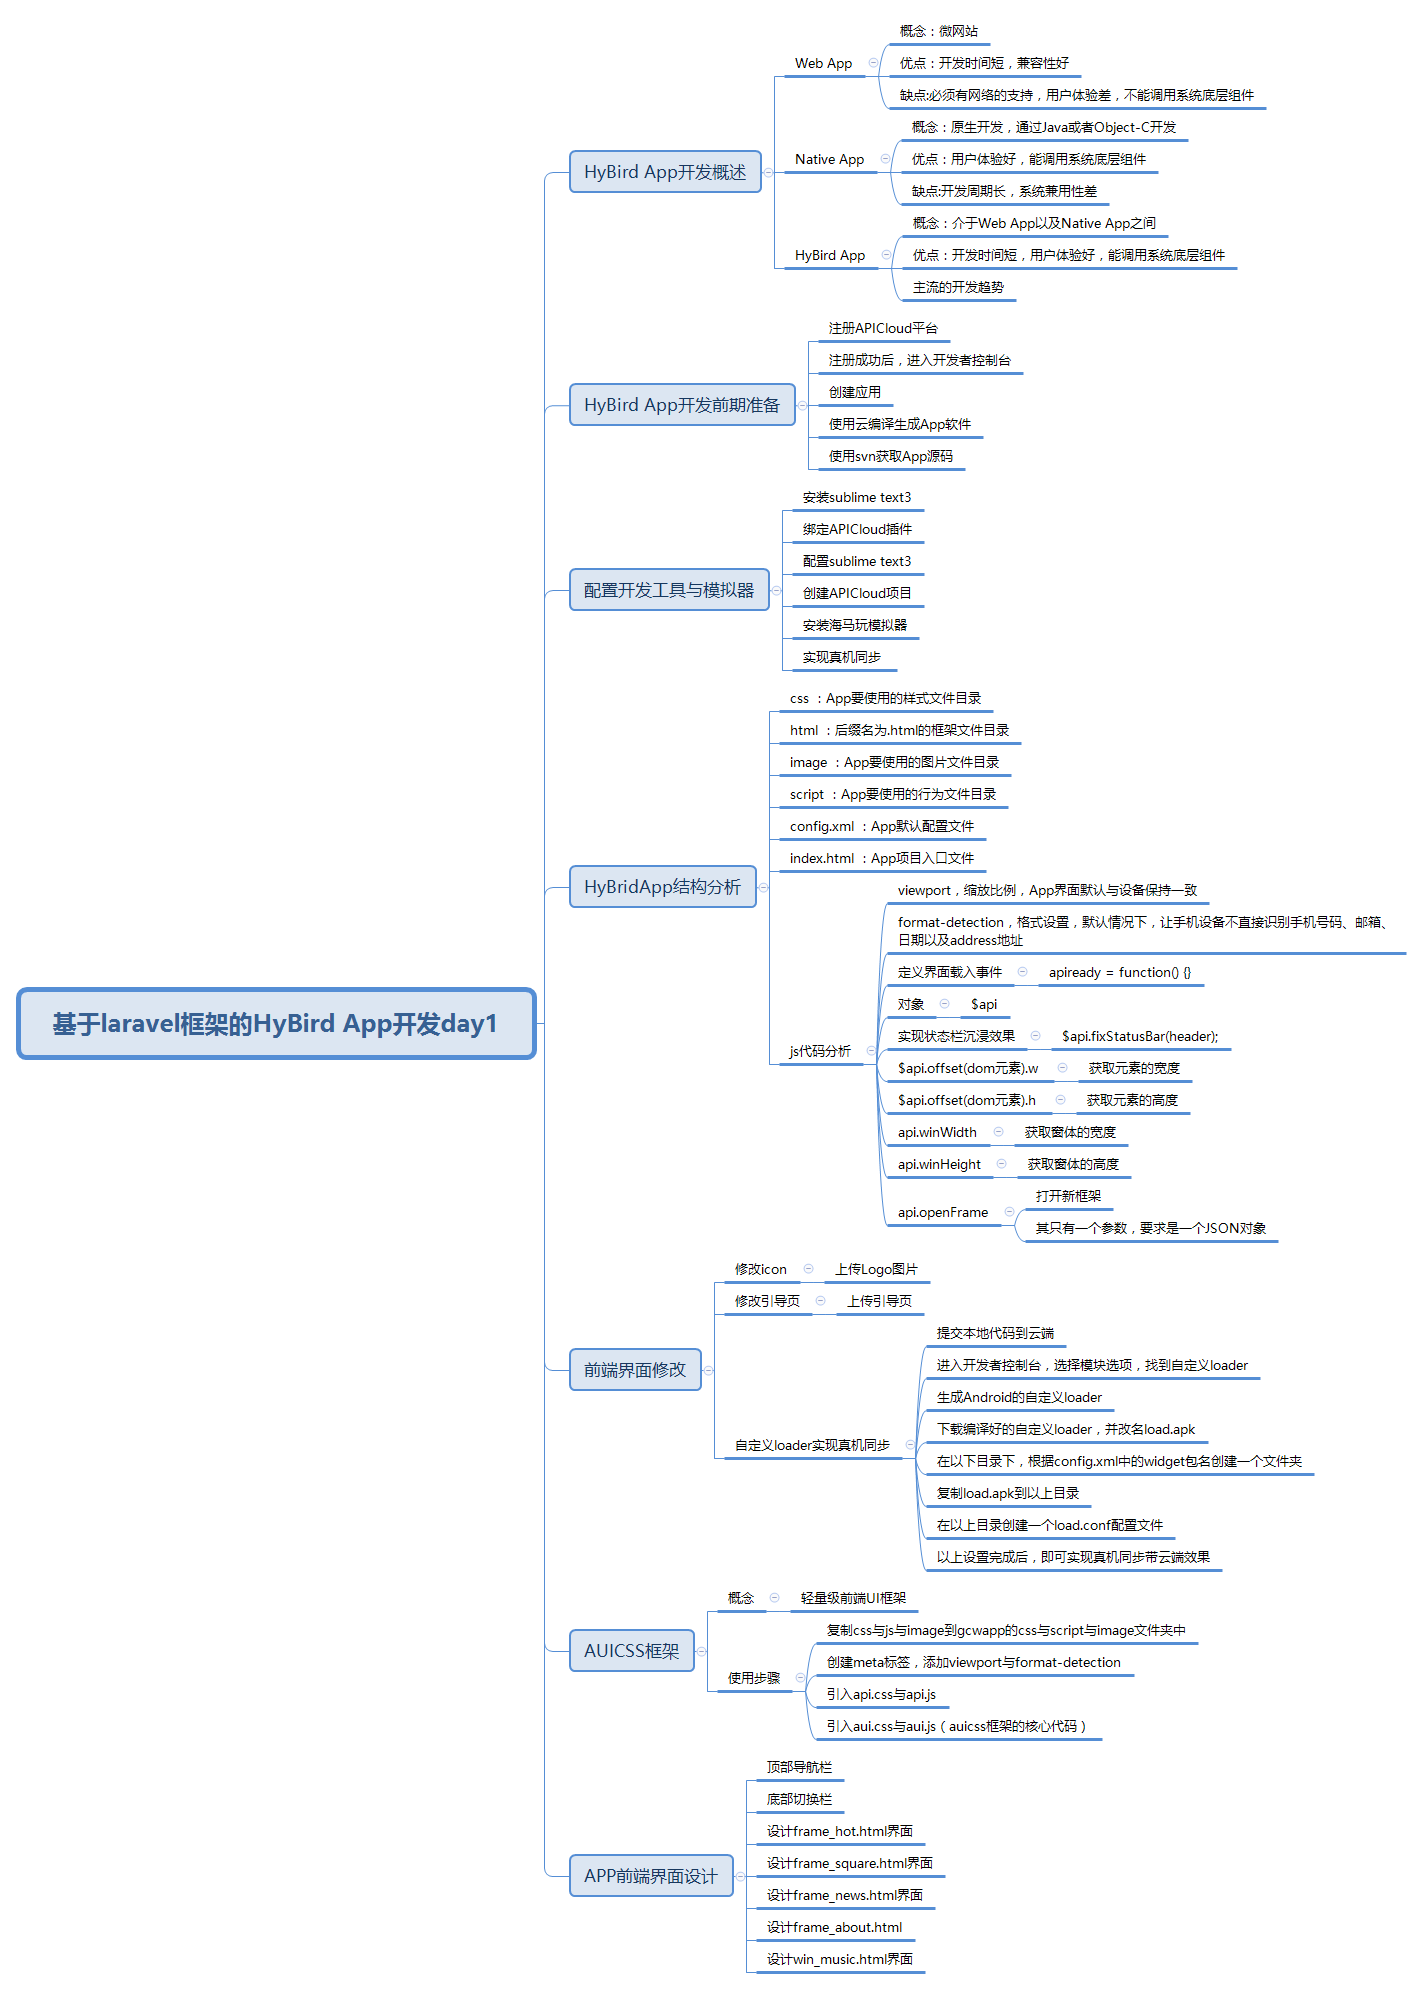 基于laravel框架的HyBird App开发day1
HyBird App开发概述
Web App
概念：微网站
优点：开发时间短，兼容性好
缺点:必须有网络的支持，用户体验差，不能调用系统底层组件
Native App
概念：原生开发，通过Java或者Object-C开发
优点：用户体验好，能调用系统底层组件
缺点:开发周期长，系统兼用性差
HyBird App
概念：介于Web App以及Native App之间
优点：开发时间短，用户体验好，能调用系统底层组件
主流的开发趋势
HyBird App开发前期准备
注册APICloud平台
注册成功后，进入开发者控制台
创建应用
使用云编译生成App软件
使用svn获取App源码
配置开发工具与模拟器
安装sublime text3
绑定APICloud插件
配置sublime text3
创建APICloud项目
安装海马玩模拟器
实现真机同步
HyBridApp结构分析
css ：App要使用的样式文件目录
html ：后缀名为.html的框架文件目录
image ：App要使用的图片文件目录
script ：App要使用的行为文件目录
config.xml ：App默认配置文件
index.html ：App项目入口文件
js代码分析
viewport，缩放比例，App界面默认与设备保持一致
format-detection，格式设置，默认情况下，让手机设备不直接识别手机号码、邮箱、
日期以及address地址
定义界面载入事件
apiready = function() {}
对象
$api
实现状态栏沉浸效果
$api.fixStatusBar(header);
$api.offset(dom元素).w
获取元素的宽度
$api.offset(dom元素).h
获取元素的高度
api.winWidth
获取窗体的宽度
api.winHeight
获取窗体的高度
api.openFrame
打开新框架
其只有一个参数，要求是一个JSON对象
前端界面修改
修改icon
上传Logo图片
修改引导页
上传引导页
自定义loader实现真机同步
提交本地代码到云端
进入开发者控制台，选择模块选项，找到自定义loader
生成Android的自定义loader
下载编译好的自定义loader，并改名load.apk
在以下目录下，根据config.xml中的widget包名创建一个文件夹
复制load.apk到以上目录
在以上目录创建一个load.conf配置文件
以上设置完成后，即可实现真机同步带云端效果
AUICSS框架
概念
轻量级前端UI框架
使用步骤
复制css与js与image到gcwapp的css与script与image文件夹中
创建meta标签，添加viewport与format-detection
引入api.css与api.js
引入aui.css与aui.js（auicss框架的核心代码）
APP前端界面设计
顶部导航栏
底部切换栏
设计frame_hot.html界面
设计frame_square.html界面
设计frame_news.html界面
设计frame_about.html
设计win_music.html界面